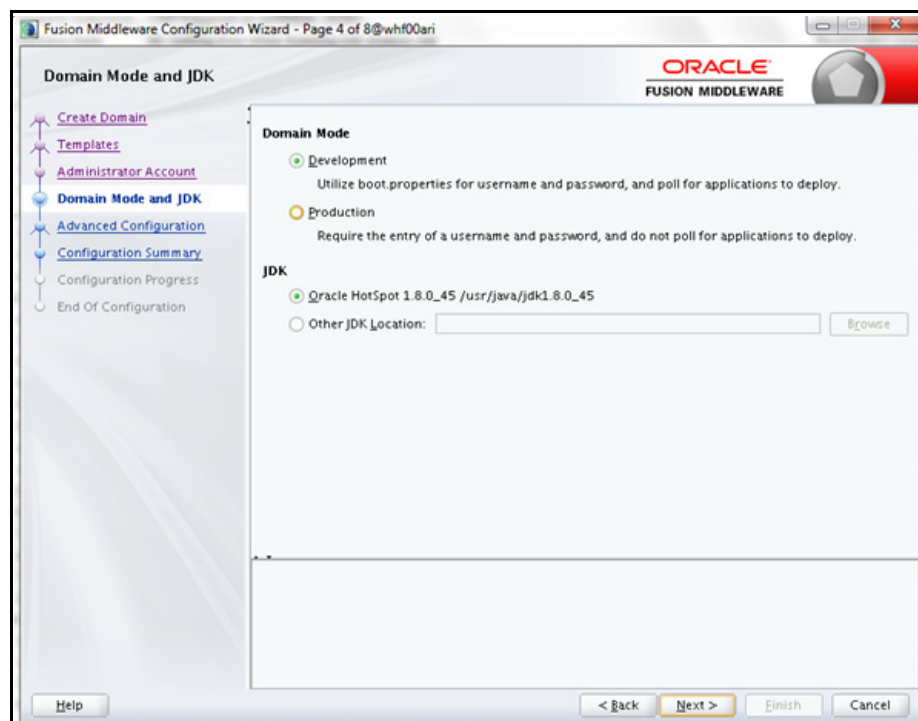 Fusion Middleware Configuration Wizard - Page 4 of 8@whf00ari
Domain Mode and JDK
ORACLE
FUSION MIDDLEWARE
Create Domain
Templates
Administrator Account
Domain Mode and JDK
Advanced Configuration
Configuration Summary
Configuration Progress
End Of Configuration
Domain Mode
Development
Utilize boot.properties for username and password, and poll for applications to deploy.
Production
Require the entry of a username and password, and do not poll for applications to deploy.
JDK
Oracle HotSpot 1.8.0_45 /usr/java/jdk1.8.0_45
Other JDK Location:
Browse
Help
< Back
Next >
Finish
Cancel